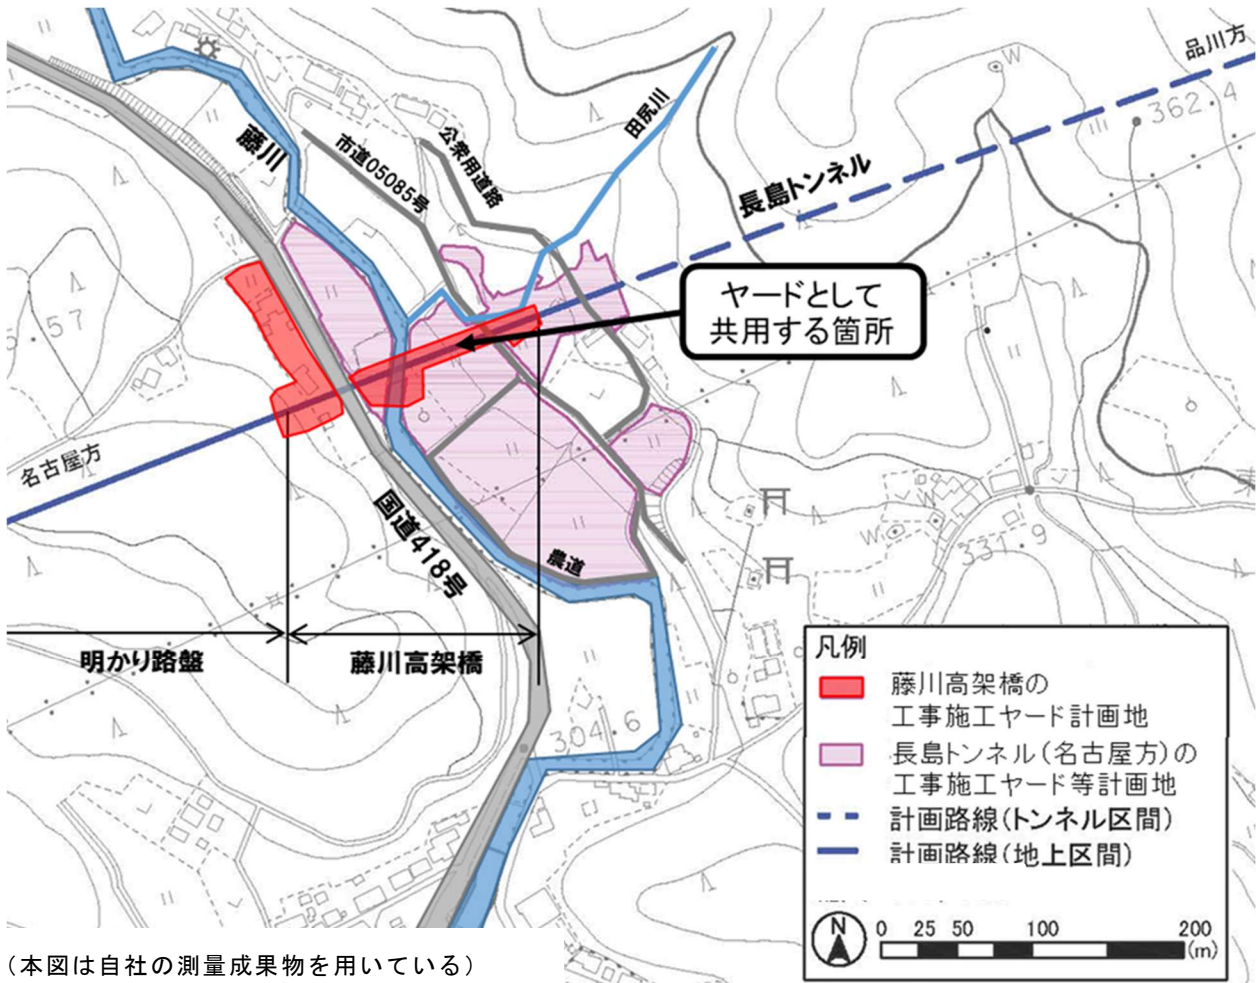 品川方
362.4
W
田尻川
公衆用道路
藤川
市道05085号
長島トンネル
ヤードとして
共用する箇所
57
名古屋方
国道418号
農道
W
331.9
明かり路盤
藤川高架橋
304.6
凡例
藤川高架橋の
工事施工ヤード計画地
長島トンネル(名古屋方)の
工事施工ヤード等計画地
計画路線(トンネル区間)
計画路線(地上区間)
N
0 25 50 100 200
(m)
(本図は自社の測量成果物を用いている)